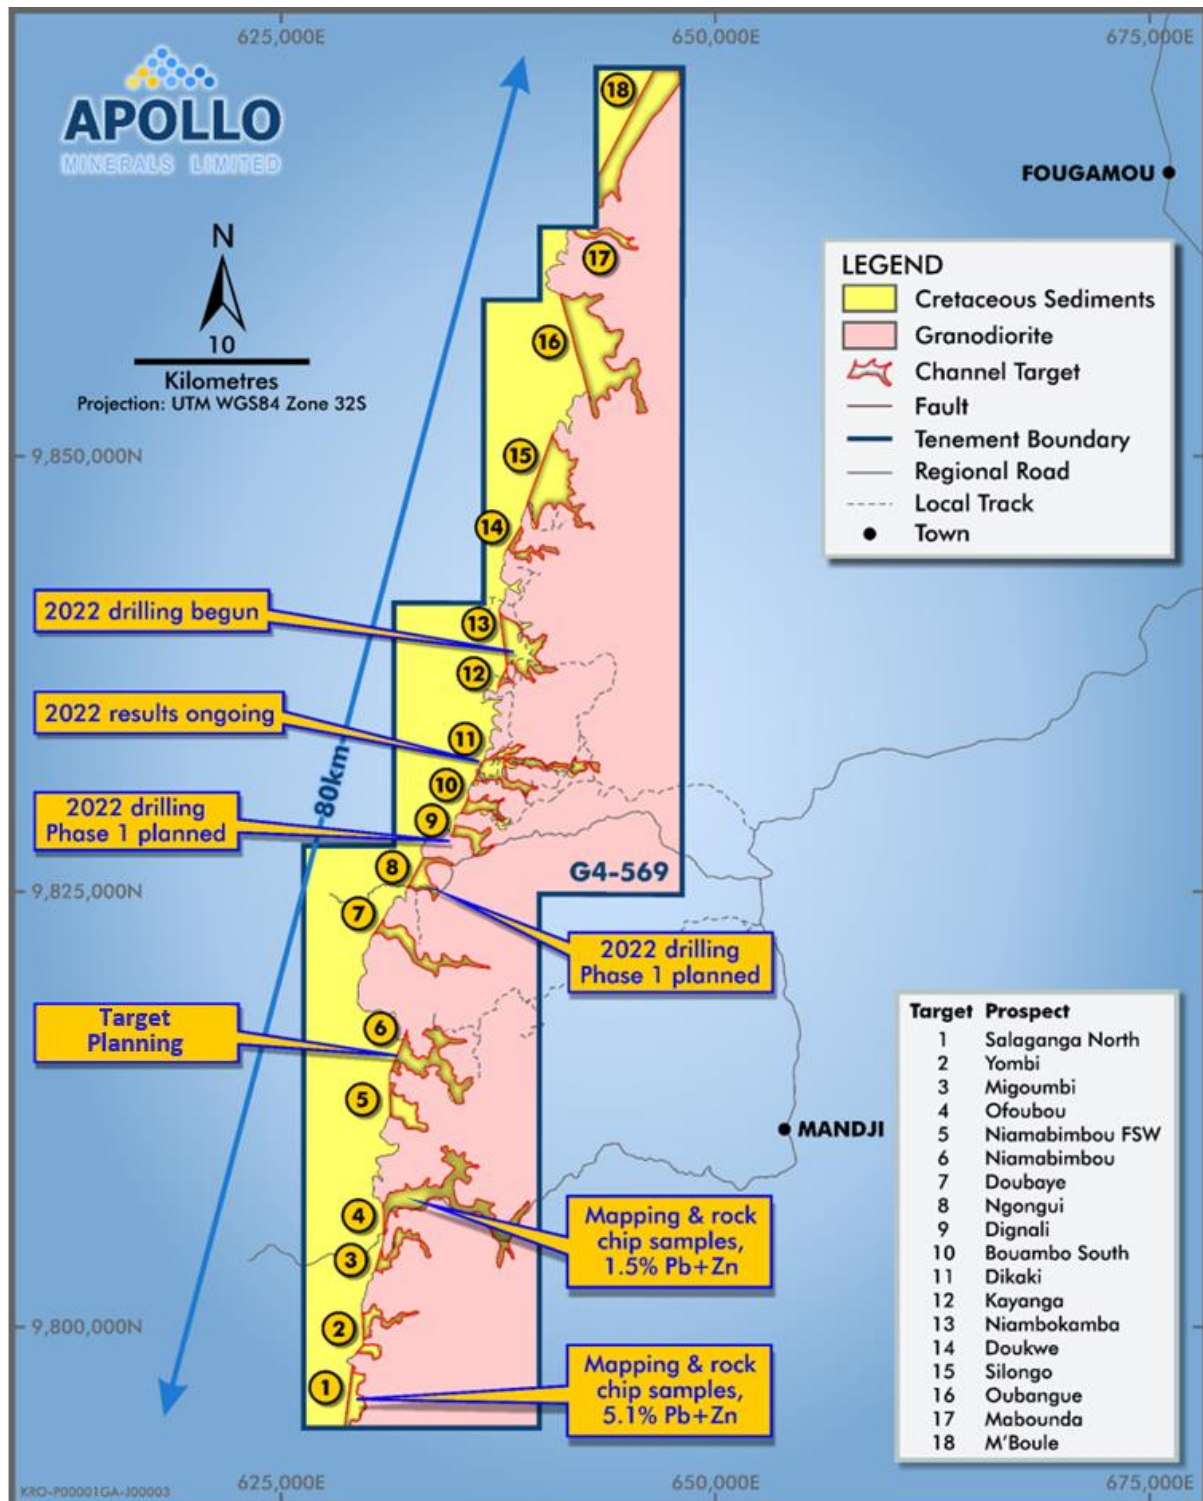 625,000E
650,000E
675,000E
APOLLO
MINERALS LIMITED
N
10
Kilometres
Projection: UTM WGS84 Zone 32S
FOUGAMOU
LEGEND
Cretaceous Sediments
Granodiorite
Channel Target
Fault
Tenement Boundary
Regional Road
Local Track
Town
18
17
16
15
14
13
12
11
10
9
8
7
6
5
4
3
2
1
9,850,000N
9,825,000N
9,800,000N
80km
2022 drilling begun
2022 results ongoing
2022 drilling
Phase 1 planned
G4-569
2022 drilling
Phase 1 planned
Target
Planning
MANDJI
Mapping & rock
chip samples,
1.5% Pb+Zn
Mapping & rock
chip samples,
5.1% Pb+Zn
Target Prospect
1 Salaganga North
2 Yombi
3 Migoumbi
4 Ofoubou
5 Niamabimbou FSW
6 Niamabimbou
7 Doubaye
8 Ngongui
9 Dignali
10 Bouambo South
11 Dikaki
12 Kayanga
13 Niambokamba
14 Doukwe
15 Silongo
16 Oubangue
17 Mabounda
18 M'Boule
KRO-P00001GA-J00003
625,000E
650,000E
675,000E